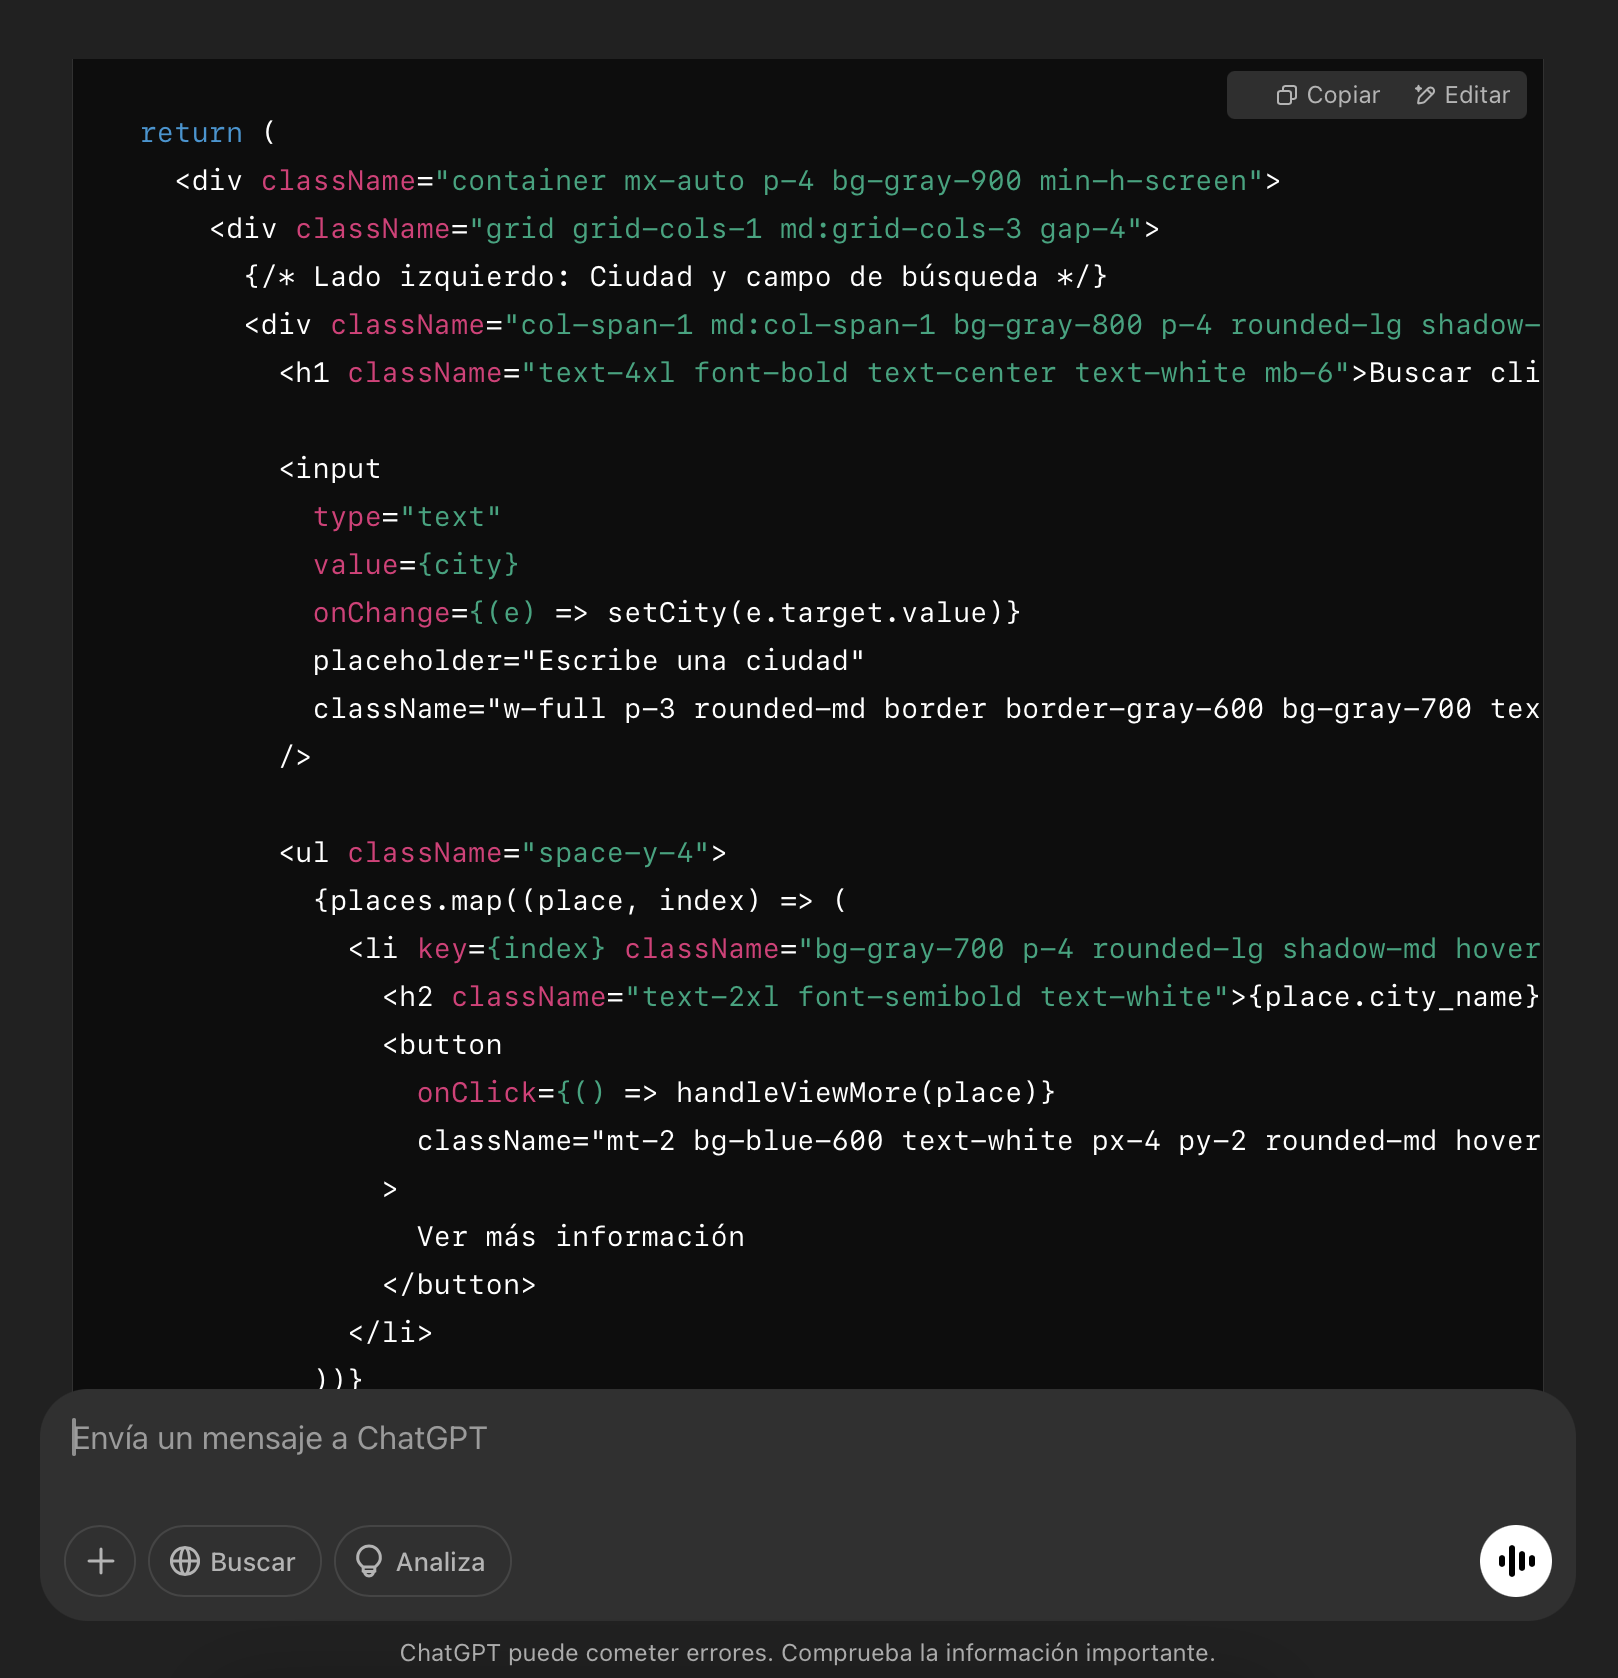 Copiar Editar
return (
<div className="container mx-auto p-4 bg-gray-900 min-h-screen">
<div className="grid grid-cols-1 md:grid-cols-3 gap-4">
{/* Lado izquierdo: Ciudad y campo de búsqueda */}
<div className="col-span-1 md:col-span-1 bg-gray-800 p-4 rounded-lg shadow-
<h1 className="text-4xl font-bold text-center text-white mb-6">Buscar cli
<input
type="text"
value={city}
onChange={(e) => setCity(e.target.value)}
placeholder="Escribe una ciudad"
className="w-full p-3 rounded-md border border-gray-600 bg-gray-700 tex
/>
<ul className="space-y-4">
{places.map((place, index) => (
<li key={index} className="bg-gray-700 p-4 rounded-lg shadow-md hover
<h2 className="text-2xl font-semibold text-white">{place.city_name}
<button
onClick={() => handleViewMore(place)}
className="mt-2 bg-blue-600 text-white px-4 py-2 rounded-md hover
>
Ver más información
</button>
</li>
))}
Envía un mensaje a ChatGPT
Buscar Analiza
ChatGPT puede cometer errores. Comprueba la información importante.